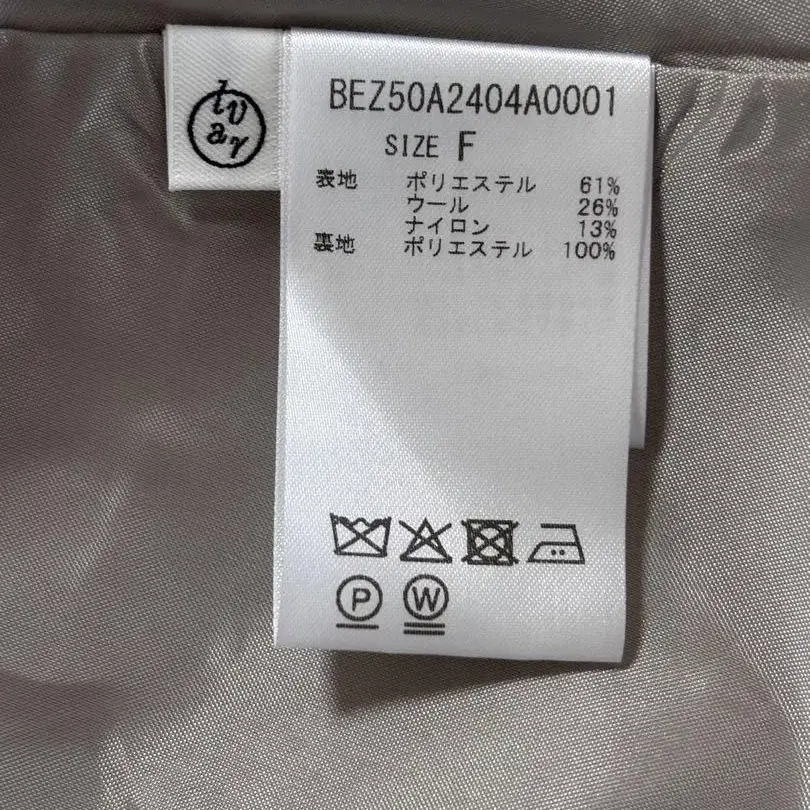 BEZ50A2404A0001
SIZE F
表地 ポリエステル 61%
ウール 26%
ナイロン 13%
裏地 ポリエステル 100%
P W